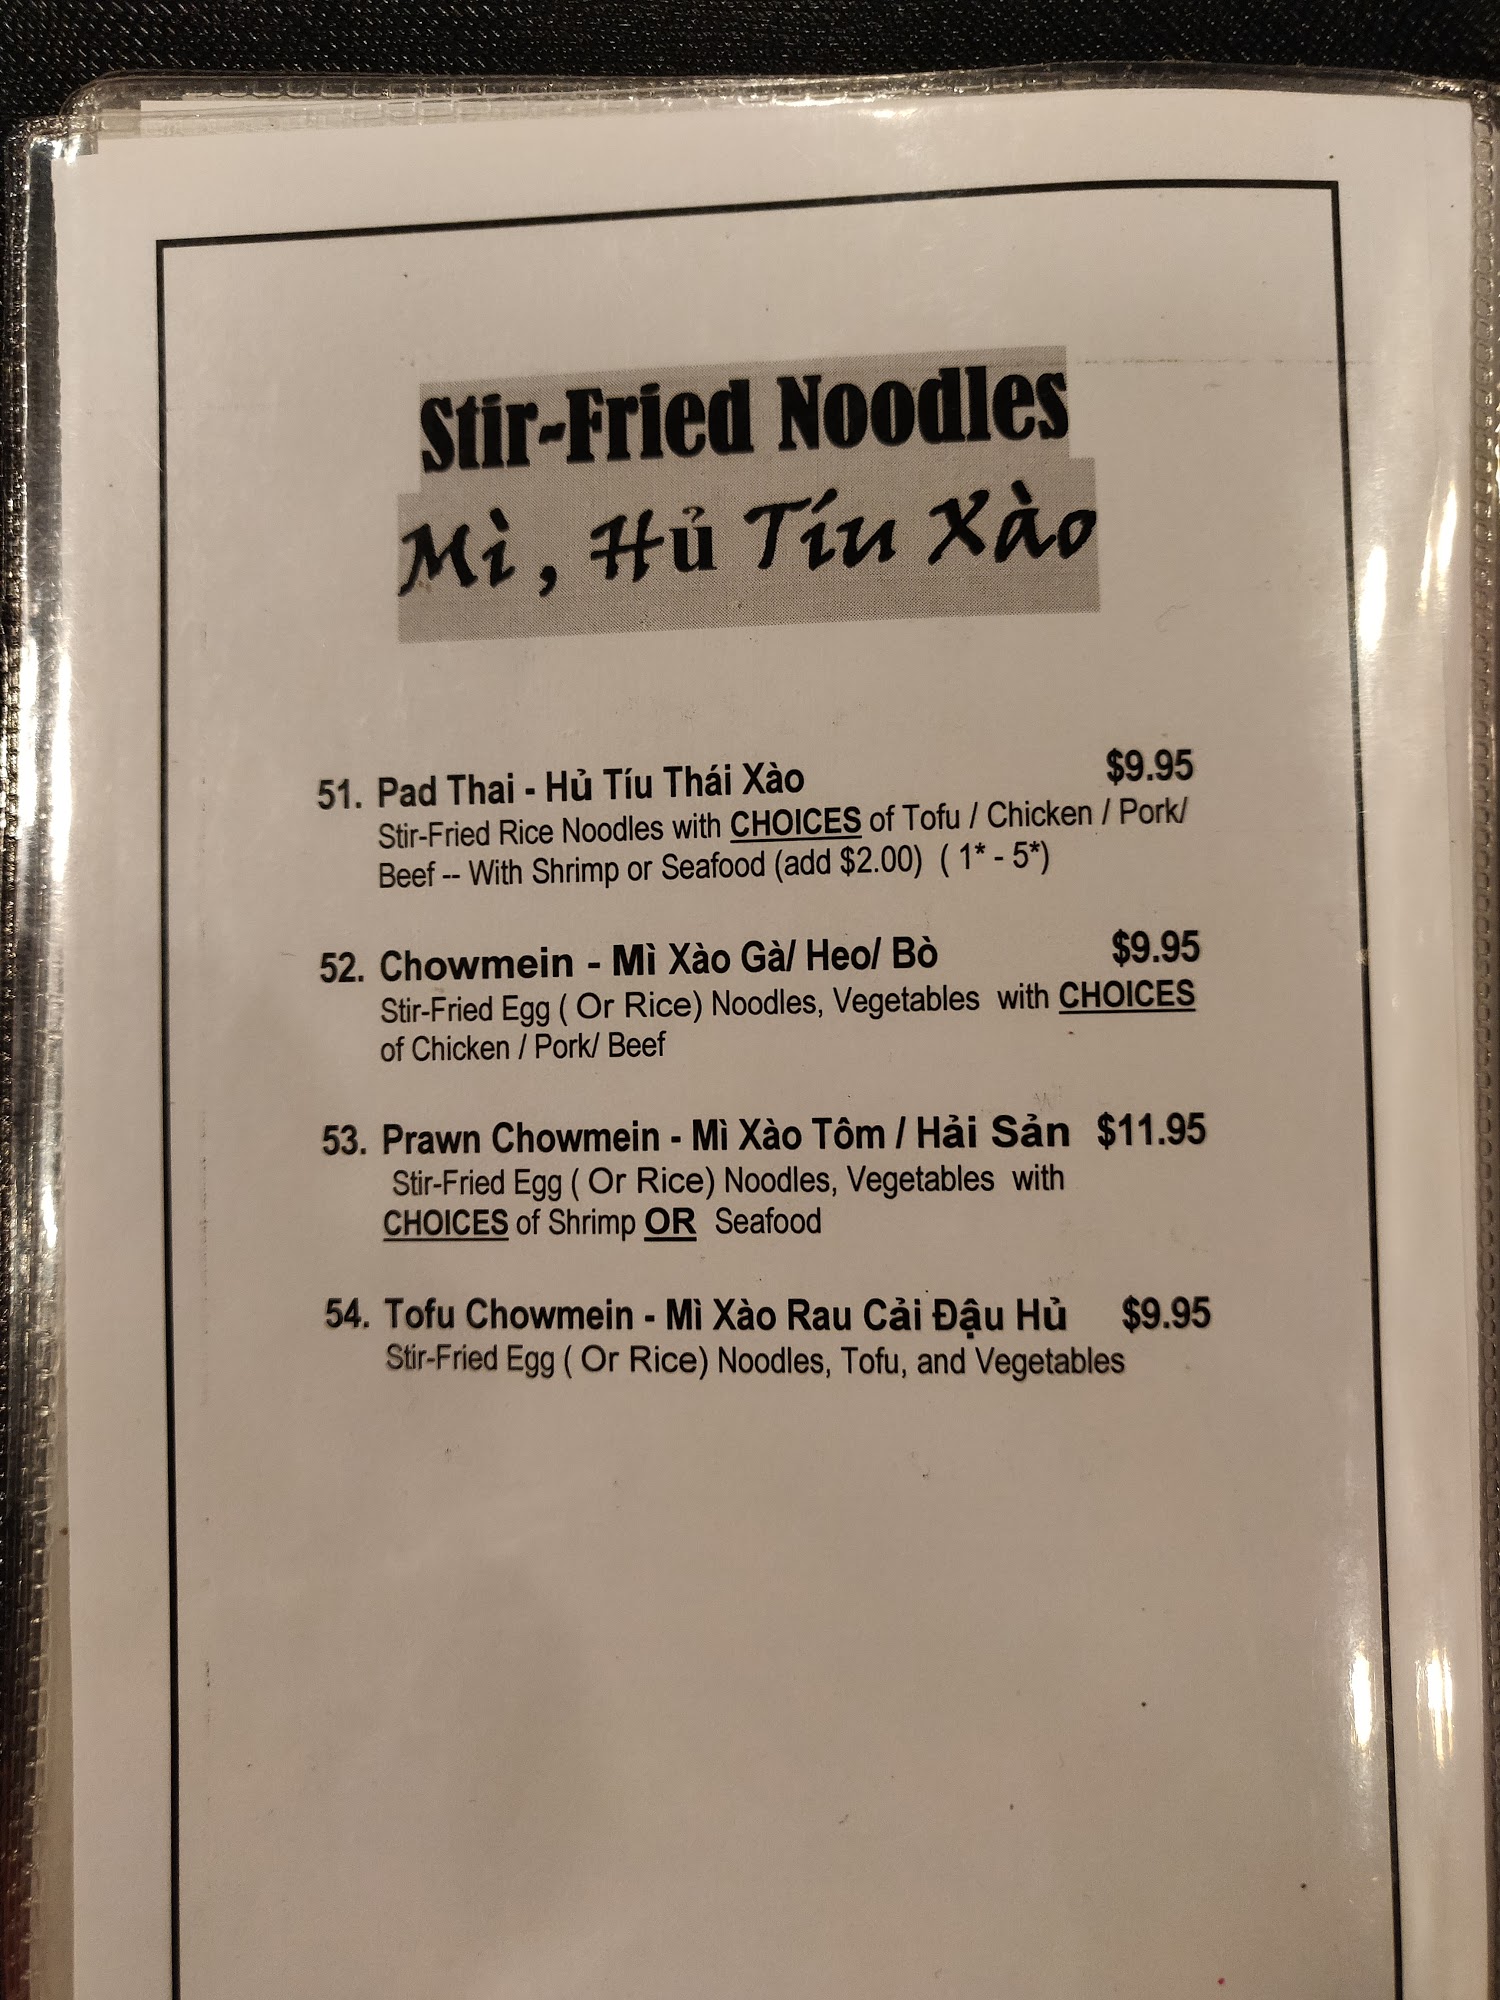 Stir-Fried Noodles
Mì, Hủ Tíu Xào
51. Pad Thai - Hủ Tíu Thái Xào $9.95
Stir-Fried Rice Noodles with CHOICES of Tofu / Chicken / Pork/
Beef -- With Shrimp or Seafood (add $2.00) ( 1* - 5*)
52. Chowmein - Mì Xào Gà/ Heo/ Bò $9.95
Stir-Fried Egg ( Or Rice) Noodles, Vegetables with CHOICES
of Chicken / Pork/ Beef
53. Prawn Chowmein - Mì Xào Tôm / Hải Sản $11.95
Stir-Fried Egg ( Or Rice) Noodles, Vegetables with
CHOICES of Shrimp OR Seafood
54. Tofu Chowmein - Mì Xào Rau Cải Đậu Hủ $9.95
Stir-Fried Egg ( Or Rice) Noodles, Tofu, and Vegetables